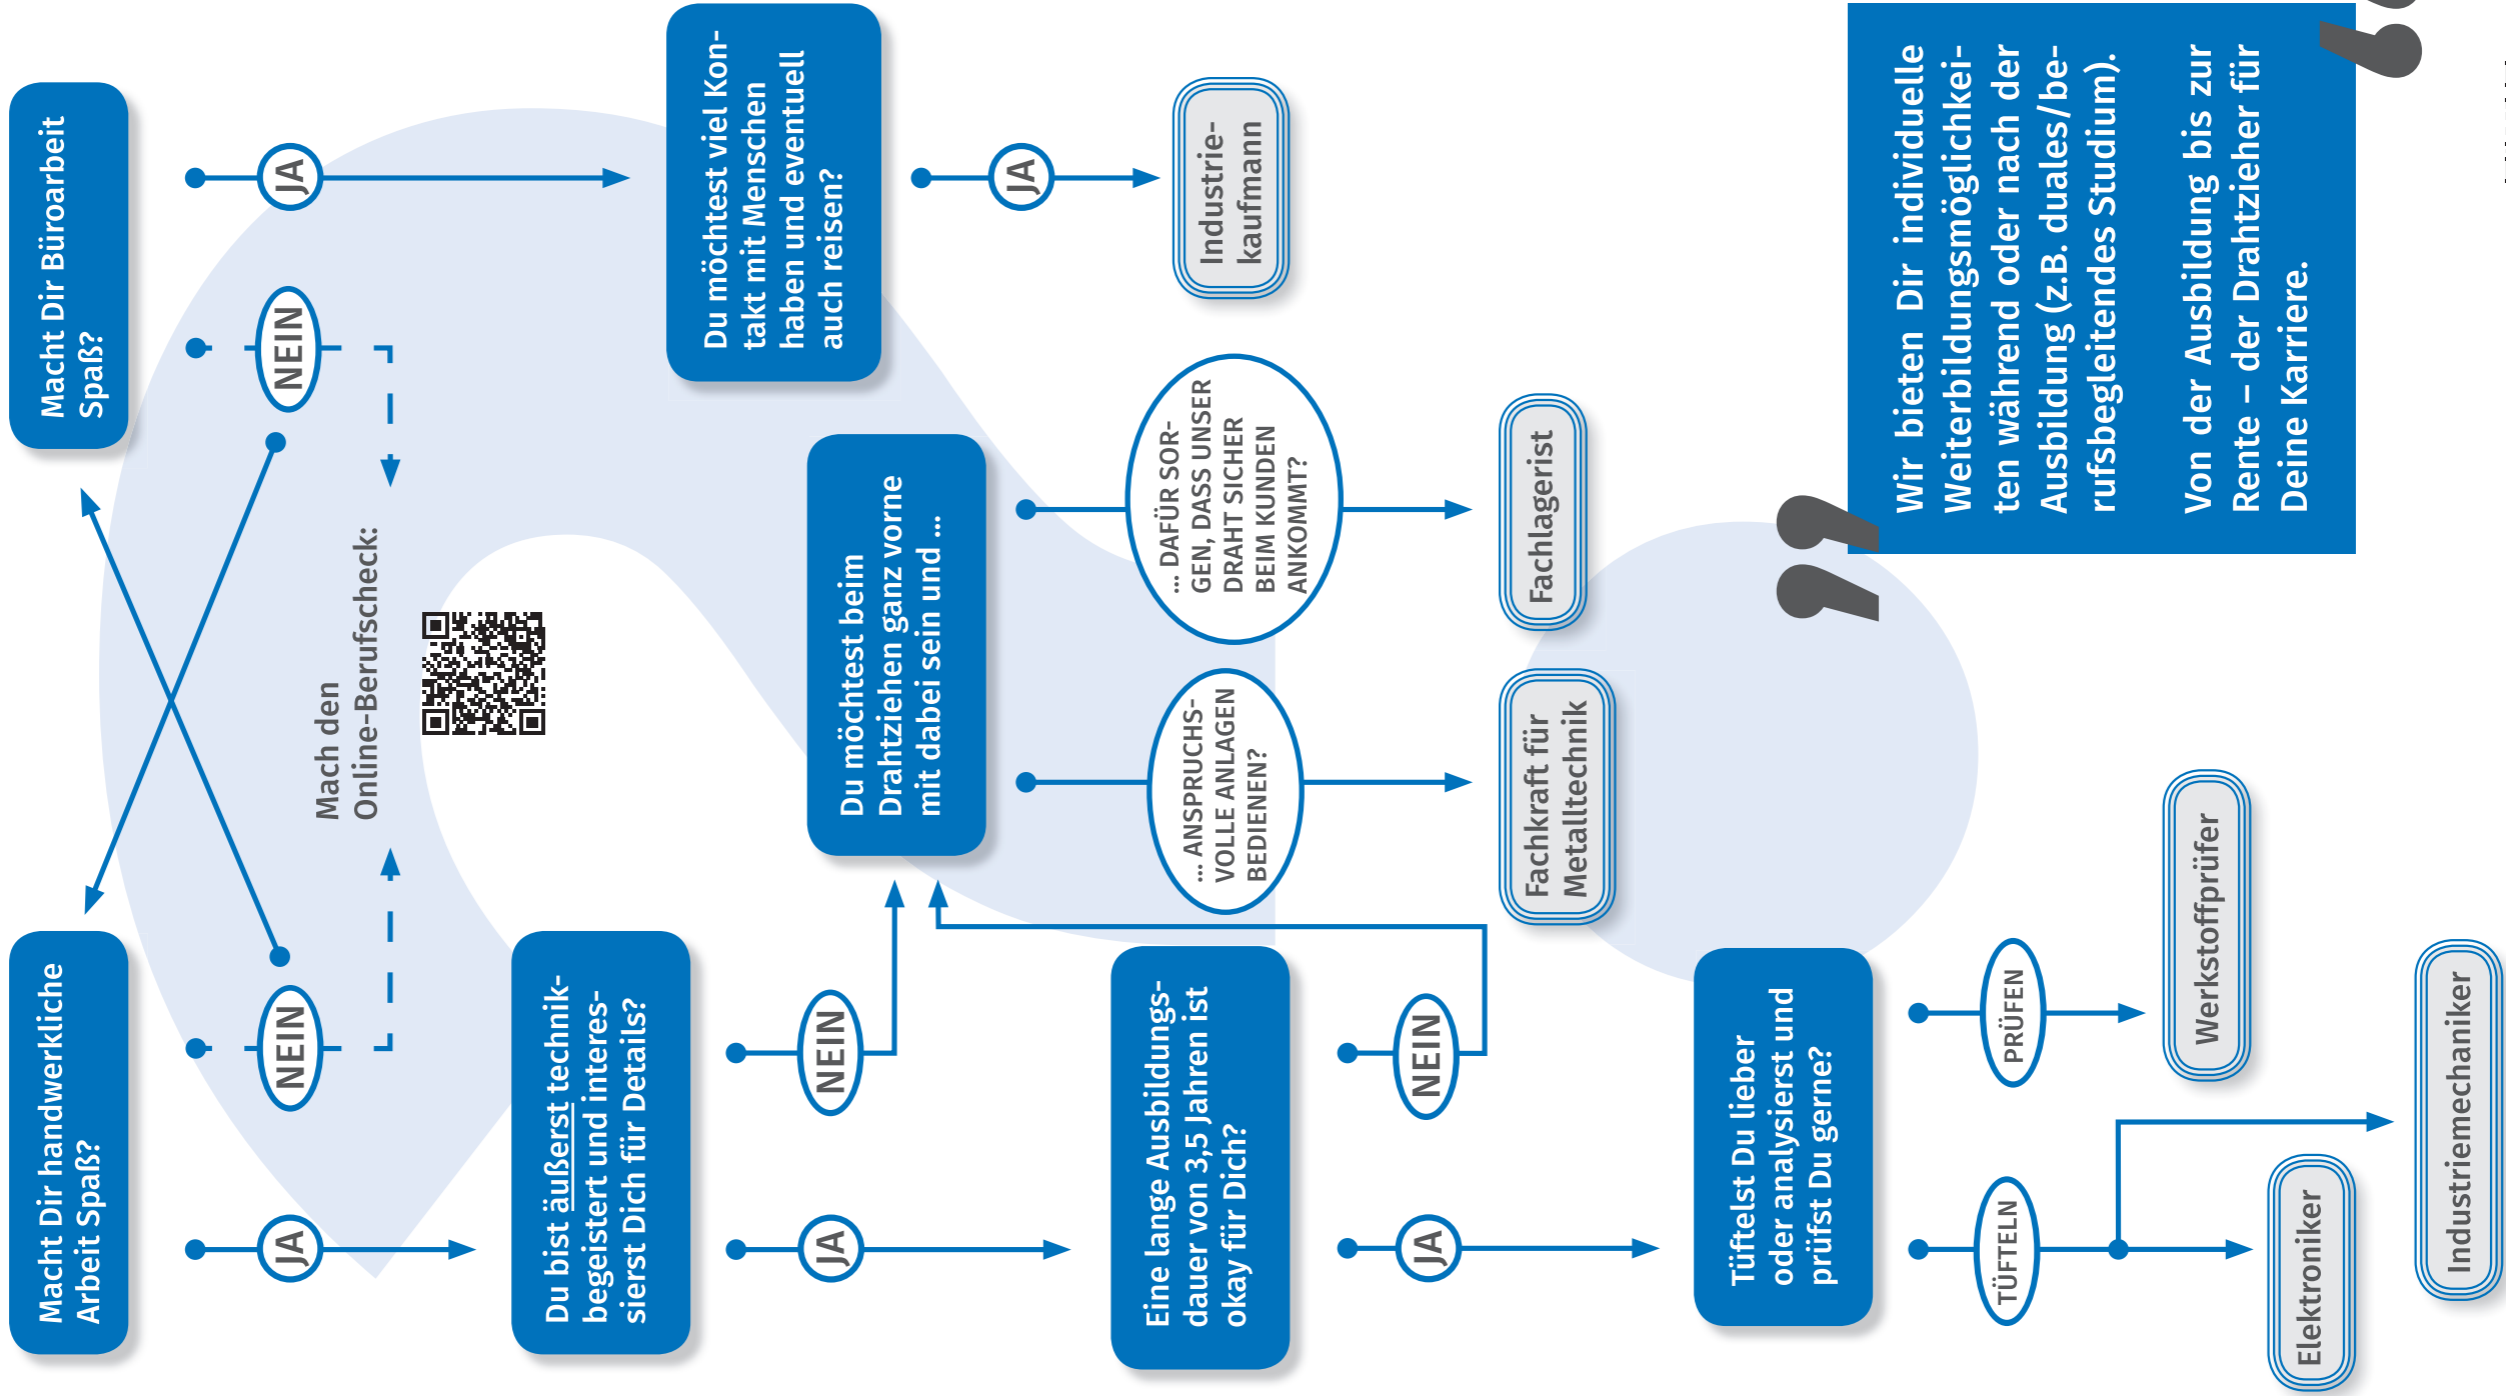 Macht Dir handwerkliche
Arbeit Spaß?
NEIN
JA
Macht Dir Büroarbeit
Spaß?
NEIN
JA
Mach den
Online-Berufscheck:
Du bist äußerst technik-
begeistert und interes-
sierst Dich für Details?
JA
NEIN
Du möchtest viel Kon-
takt mit Menschen
haben und eventuell
auch reisen?
JA
Industrie-
kaufmann
Du möchtest beim
Drahtziehen ganz vorne
mit dabei sein und ...
... ANSPRUCHS-
VOLLE ANLAGEN
BEDIENEN?
... DAFÜR SOR-
GEN, DASS UNSER
DRAHT SICHER
BEIM KUNDEN
ANKOMMT?
Fachkraft für
Metalltechnik
Fachlagerist
Eine lange Ausbildungs-
dauer von 3,5 Jahren ist
okay für Dich?
JA
NEIN
Tüftelst Du lieber
oder analysierst und
prüfst Du gerne?
TÜFTELN
PRÜFEN
Werkstoffprüfer
Elektroniker
Industriemechaniker
Wir bieten Dir individuelle
Weiterbildungsmöglichkei-
ten während oder nach der
Ausbildung (z.B. duales/be-
rufsbegleitendes Studium).
Von der Ausbildung bis zur
Rente – der Drahtzieher für
Deine Karriere.